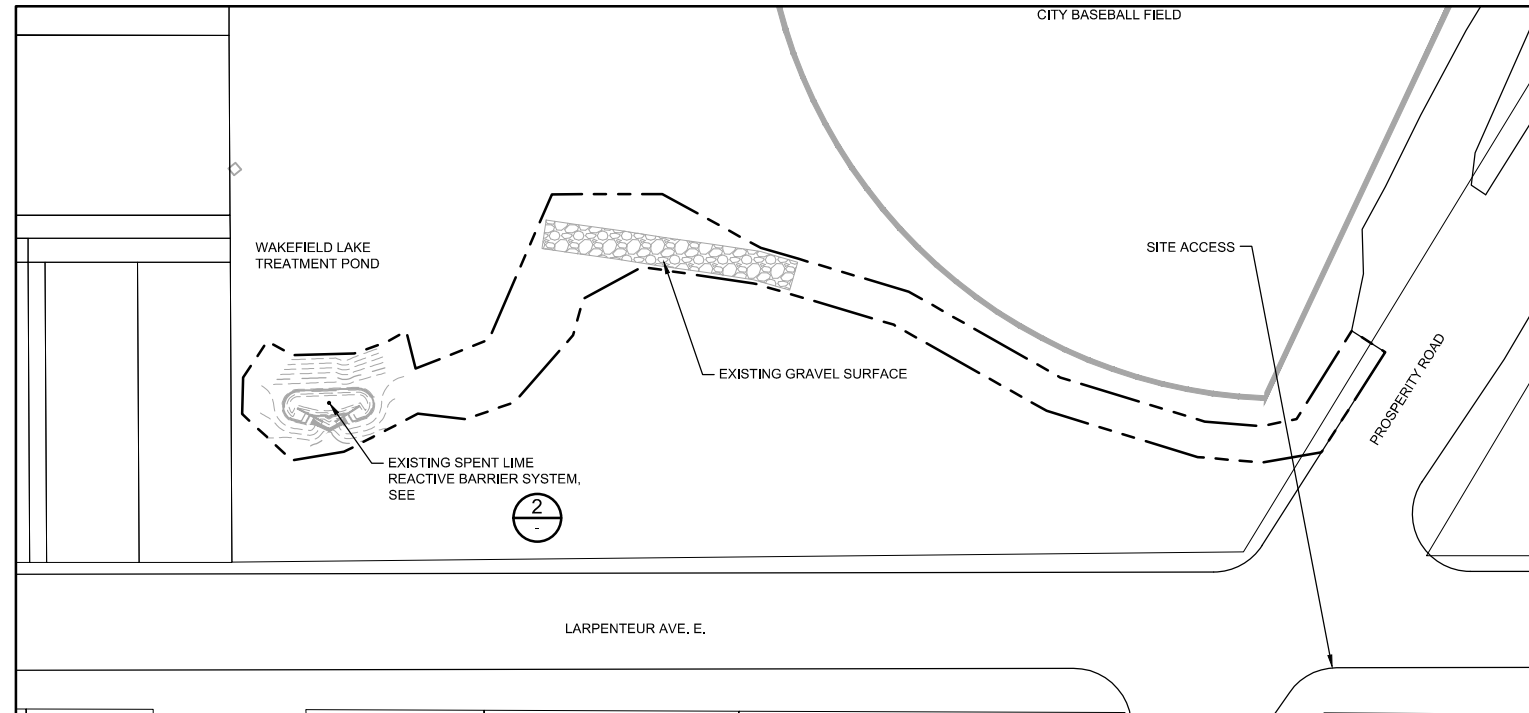 CITY BASEBALL FIELD
WAKEFIELD LAKE
TREATMENT POND
SITE ACCESS
EXISTING GRAVEL SURFACE
PROSPERITY ROAD
EXISTING SPENT LIME
REACTIVE BARRIER SYSTEM,
SEE
2
-
LARPENTEUR AVE. E.